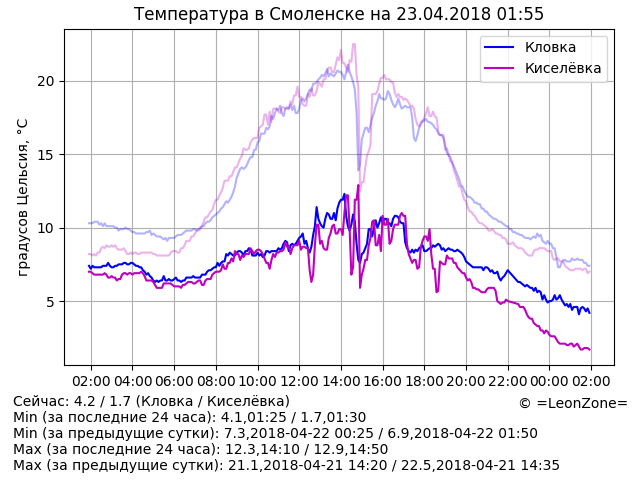 Температура в Смоленске на 23.04.2018 01:55
Кловка
Киселёвка
градусов Цельсия, °C
20
15
10
5
02:00 04:00 06:00 08:00 10:00 12:00 14:00 16:00 18:00 20:00 22:00 00:00 02:00
Сейчас: 4.2 / 1.7 (Кловка / Киселёвка)
© =LeonZone=
Min (за последние 24 часа): 4.1,01:25 / 1.7,01:30
Min (за предыдущие сутки): 7.3,2018-04-22 00:25 / 6.9,2018-04-22 01:50
Max (за последние 24 часа): 12.3,14:10 / 12.9,14:50
Max (за предыдущие сутки): 21.1,2018-04-21 14:20 / 22.5,2018-04-21 14:35